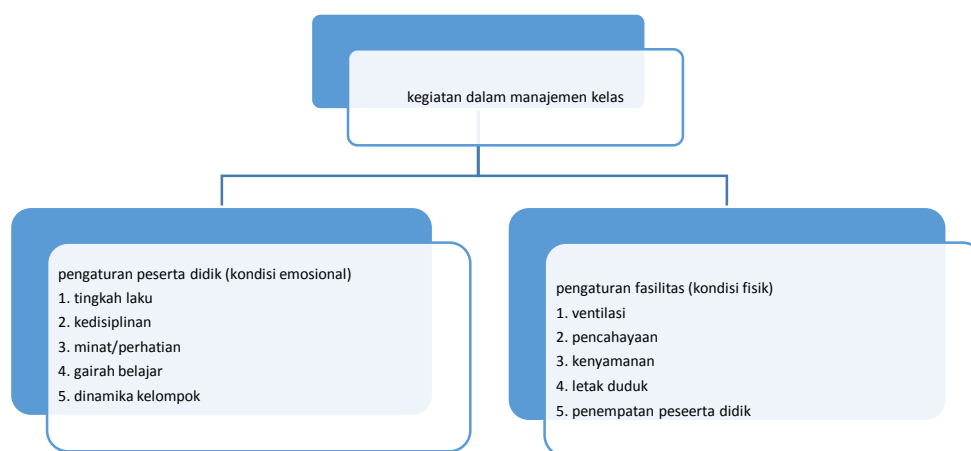 kegiatan dalam manajemen kelas
pengaturan peserta didik (kondisi emosional)
1. tingkah laku
2. kedisiplinan
3. minat/perhatian
4. gairah belajar
5. dinamika kelompok
pengaturan fasilitas (kondisi fisik)
1. ventilasi
2. pencahayaan
3. kenyamanan
4. letak duduk
5. penempatan peseerta didik